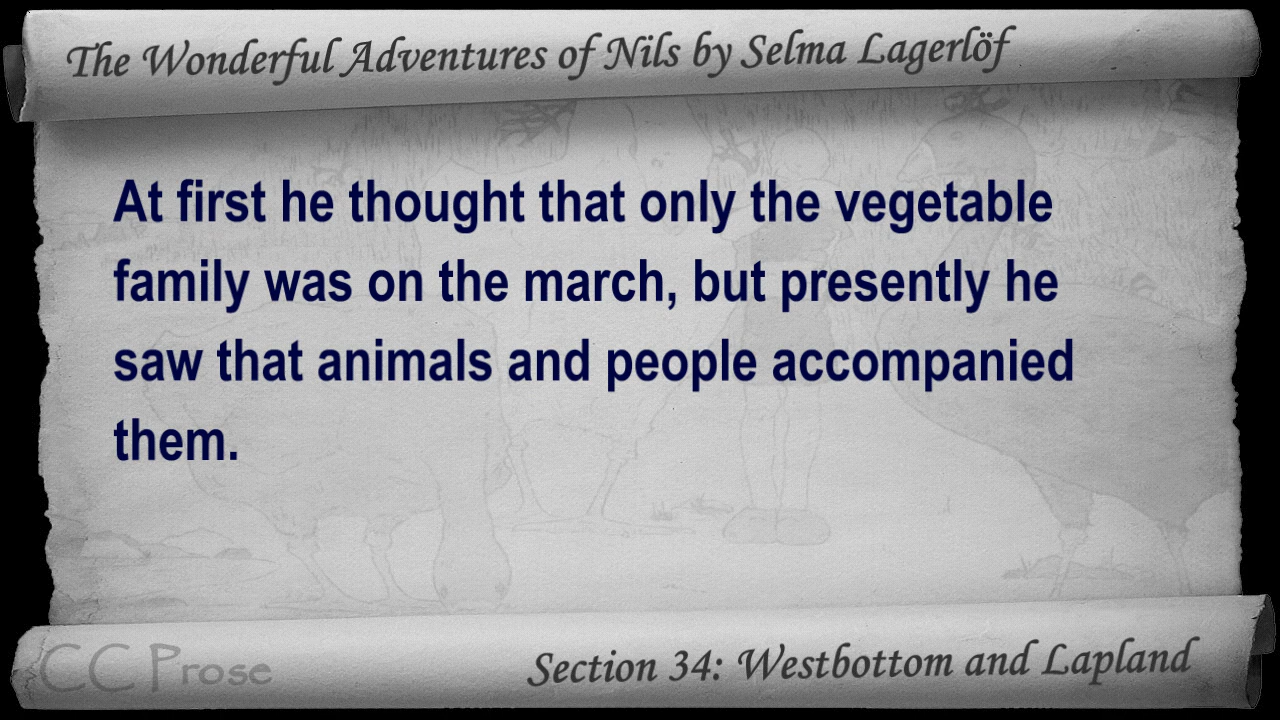 The Wonderful Adventures of Nils by Selma Lagerlöf
At first he thought that only the vegetable
family was on the march, but presently he
saw that animals and people accompanied
them.
CC Prose
Section 34: Westbottom and Lapland